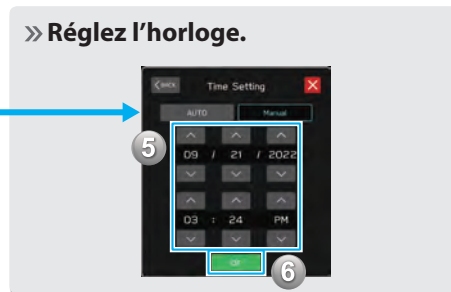 » Réglez l’horloge.
< BACK Time Setting X
AUTO Manual
5
09 / 21 / 2022
03 : 24 PM
OK
6